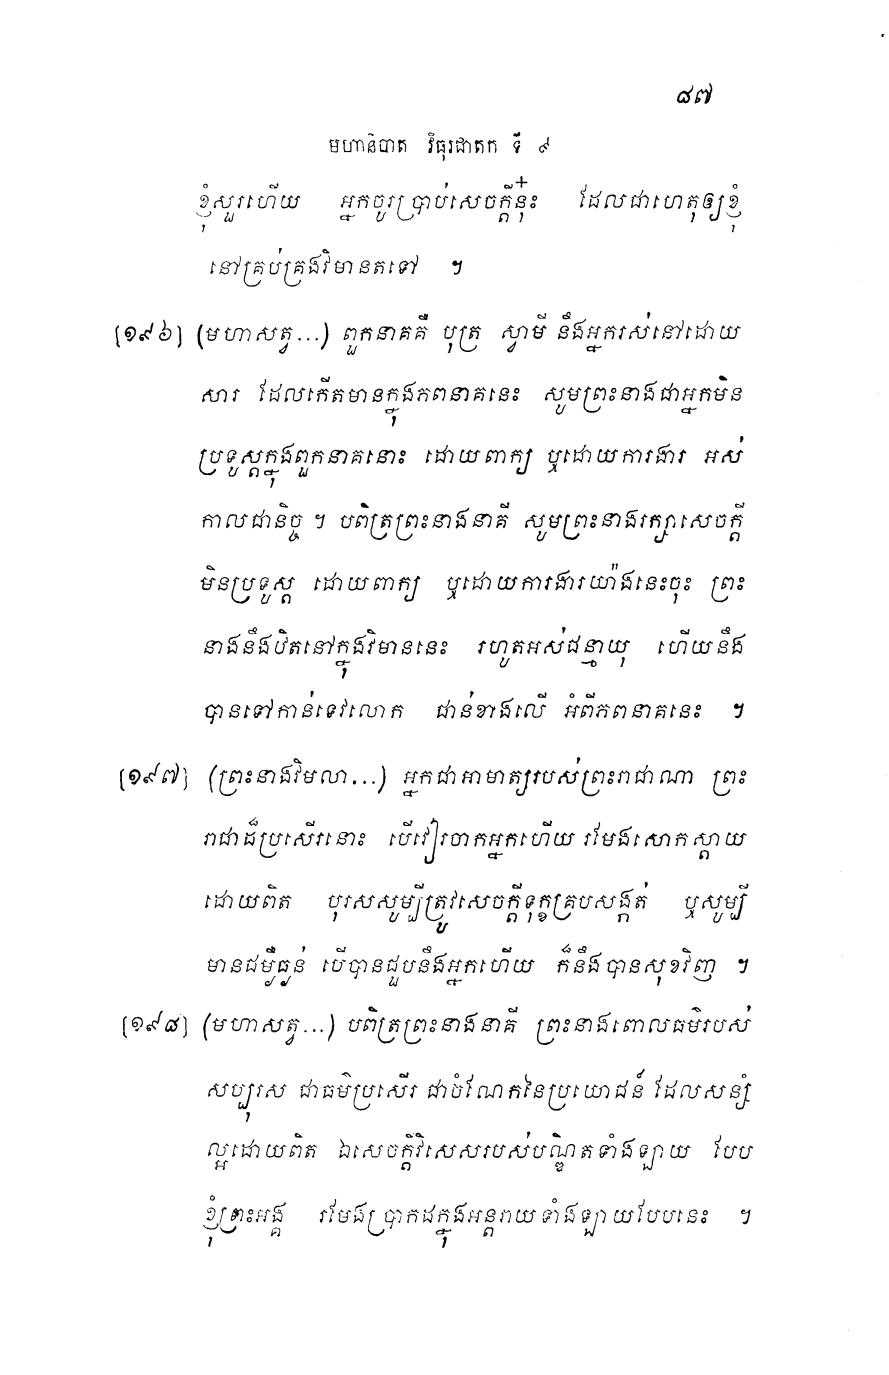 ៨៧
មហានិបាត វិធុរជាតក ទី ៩
ខ្ញុំសួរហើយ អ្នកចូរប្រាប់សេចក្តីនុ៎ះ ដែលជាហេតុឲ្យខ្ញុំ
នៅគ្រប់គ្រងវិមានតទៅ ។
[១៩៦] (មហាសត្វ...) ពួកនាគគឺ បុត្រ ស្វាមី នឹងអ្នករស់នៅដោយ
សារ ដែលកើតមានក្នុងភពនាគនេះ សូមព្រះនាងជាអ្នកមិន
ប្រទូស្តក្នុងពួកនាគនោះ ដោយពាក្យ ឬដោយការងារ អស់
កាលជានិច្ច ។ បពិត្រព្រះនាងនាគី សូមព្រះនាងរក្សាសេចក្តី
មិនប្រទូស្ត ដោយពាក្យ ឬដោយការងារយ៉ាងនេះចុះ ព្រះ
នាងនឹងឋិតនៅក្នុងវិមាននេះ រហូតអស់ជន្មាយុ ហើយនឹង
បានទៅកាន់ទេវលោក ជាន់ខាងលើ អំពីភពនាគនេះ ។
[១៩៧] (ព្រះនាងវិមលា...) អ្នកជាអាមាត្យរបស់ព្រះរាជាណា ព្រះ
រាជាដ៏ប្រសើរនោះ បើវៀរចាកអ្នកហើយ រមែងសោកស្តាយ
ដោយពិត បុរសសូម្បីត្រូវសេចក្តីទុក្ខគ្របសង្កត់ ឬសូម្បី
មានជម្ងឺធ្ងន់ បើបានជួបនឹងអ្នកហើយ ក៏នឹងបានសុខវិញ ។
[១៩៨] (មហាសត្វ...) បពិត្រព្រះនាងនាគី ព្រះនាងពោលធម៌របស់
សប្បុរស ជាធម៌ប្រសើរ ជាចំណែកនៃប្រយោជន៍ ដែលសន្សំ
ល្អដោយពិត ឯសេចក្តីវិសេសរបស់បណ្ឌិតទាំងឡាយ បែប
ខ្ញុំព្រះអង្គ រមែងប្រាកដក្នុងអន្តរាយទាំងឡាយបែបនេះ ។